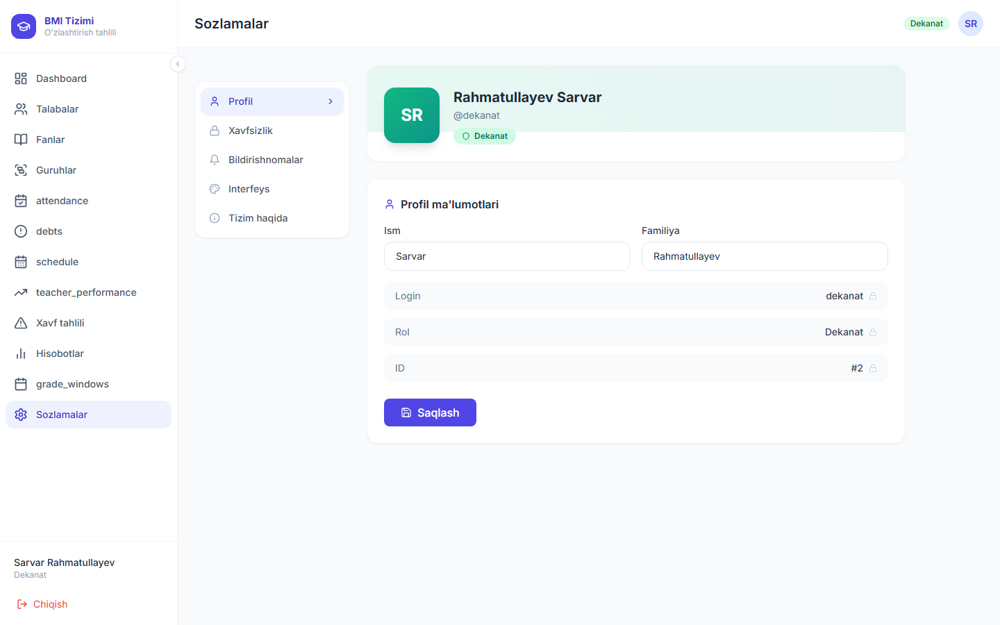 BMI Tizimi
O'zlashtirish tahlili
Dashboard
Talabalar
Fanlar
Guruhlar
attendance
debts
schedule
teacher_performance
Xavf tahlili
Hisobotlar
grade_windows
Sozlamalar
Sarvar Rahmatullayev
Dekanat
Chiqish
Sozlamalar
Dekanat
SR
Profil
Xavfsizlik
Bildirishnomalar
Interfeys
Tizim haqida
SR
Rahmatullayev Sarvar
@dekanat
Dekanat
Profil ma'lumotlari
Ism
Familiya
Sarvar
Rahmatullayev
Login
dekanat
Rol
Dekanat
ID
#2
Saqlash